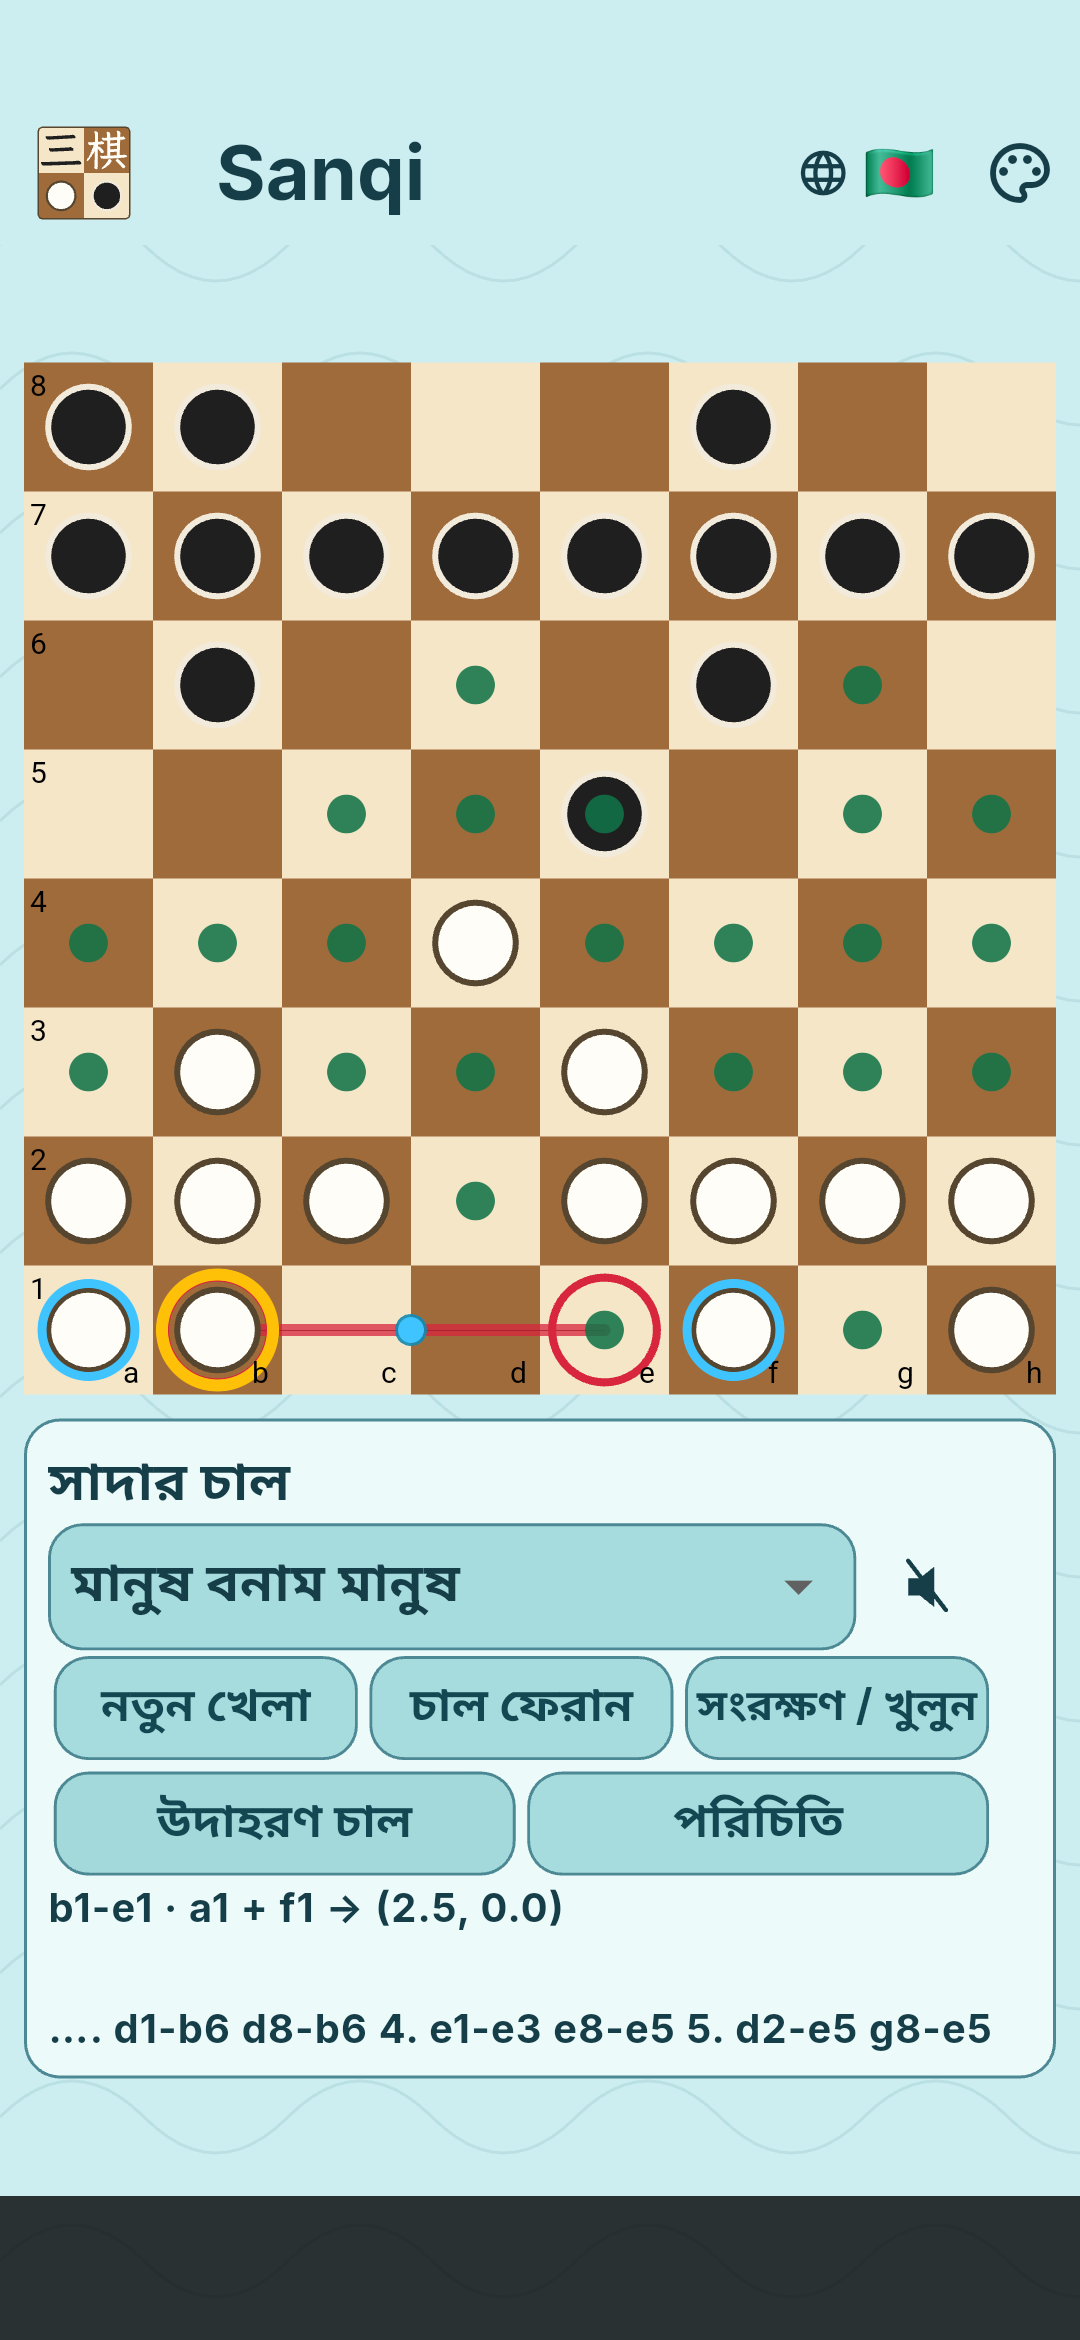 三棋
Sanqi
8
7
6
5
4
3
2
1
a b c d e f g h
সাদার চাল
মানুষ বনাম মানুষ
নতুন খেলা চাল ফেরান সংরক্ষণ / খুলুন
উদাহরণ চাল পরিচিতি
b1-e1 · a1 + f1 → (2.5, 0.0)
.... d1-b6 d8-b6 4. e1-e3 e8-e5 5. d2-e5 g8-e5